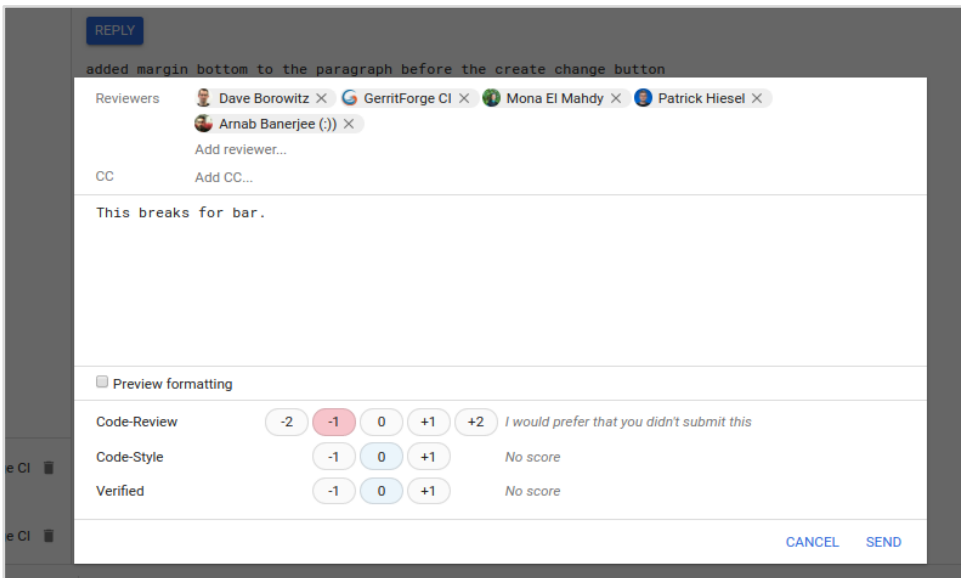 REPLY
added margin bottom to the paragraph before the create change button
Reviewers Dave Borowitz × GerritForge CI × Mona El Mahdy × Patrick Hiesel ×
Arnab Banerjee (:)) ×
Add reviewer...
CC Add CC...
This breaks for bar.
Preview formatting
Code-Review -2 -1 0 +1 +2 I would prefer that you didn't submit this
Code-Style -1 0 +1 No score
e CI
Verified -1 0 +1 No score
e CI
CANCEL SEND